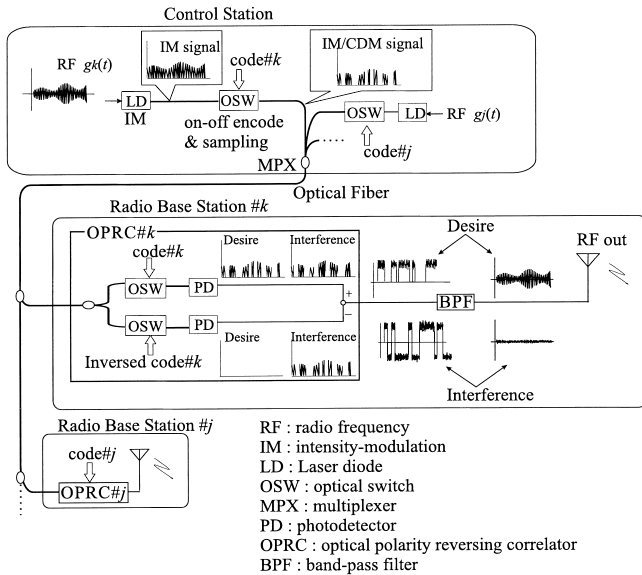 Control Station
RF gk(t)
IM signal
code#k
IM/CDM signal
LD
IM
OSW
on-off encode
& sampling
OSW
LD
RF gj(t)
code#j
MPX
Optical Fiber
Radio Base Station #k
OPRC#k
code#k
Desire
Interference
Desire
RF out
OSW
PD
+
−
BPF
OSW
PD
Inversed code#k
Desire
Interference
Interference
Radio Base Station #j
code#j
OPRC#j
RF : radio frequency
IM : intensity-modulation
LD : Laser diode
OSW : optical switch
MPX : multiplexer
PD : photodetector
OPRC : optical polarity reversing correlator
BPF : band-pass filter